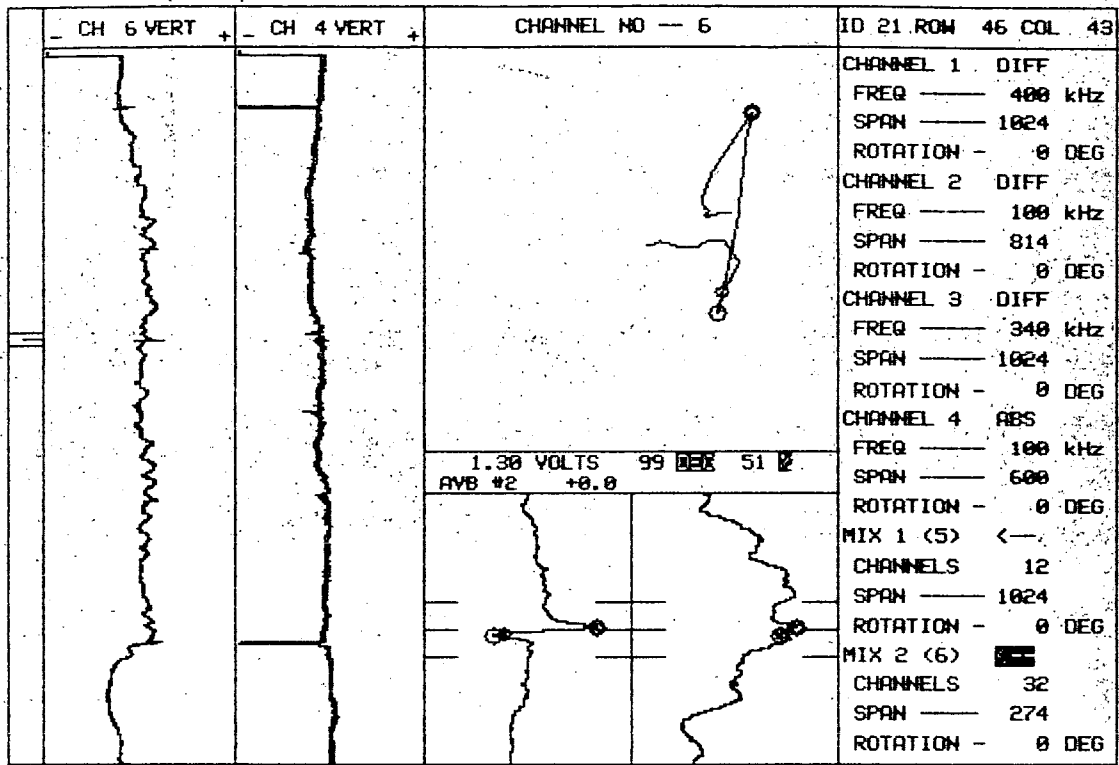 _ CH 6 VERT +
_ CH 4 VERT +
CHANNEL NO -- 6
ID 21 ROW 46 COL 43
CHANNEL 1 DIFF
FREQ —— 400 kHz
SPAN —— 1024
ROTATION - 0 DEG
CHANNEL 2 DIFF
FREQ —— 100 kHz
SPAN —— 814
ROTATION - 0 DEG
CHANNEL 3 DIFF
FREQ —— 340 kHz
SPAN —— 1024
ROTATION - 0 DEG
CHANNEL 4 ABS
FREQ —— 100 kHz
SPAN —— 600
ROTATION - 0 DEG
MIX 1 (5) <--
CHANNELS 12
SPAN —— 1024
ROTATION - 0 DEG
MIX 2 (6)
CHANNELS 32
SPAN —— 274
ROTATION - 0 DEG
1.30 VOLTS 99 51
AVB #2 +0.0